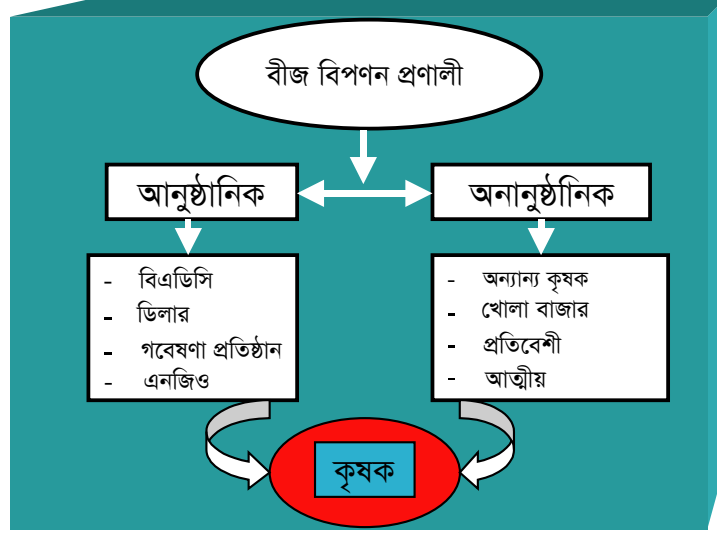 বীজ বিপণন প্রণালী
আনুষ্ঠানিক
অনানুষ্ঠানিক
- বিএডিসি
- ডিলার
- গবেষণা প্রতিষ্ঠান
- এনজিও
- অন্যান্য কৃষক
- খোলা বাজার
- প্রতিবেশী
- আত্মীয়
কৃষক